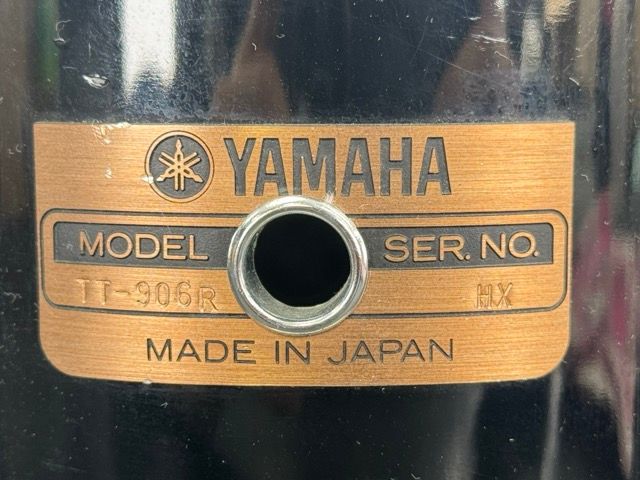 YAMAHA
MODEL SER. NO.
TT-906R HX
MADE IN JAPAN